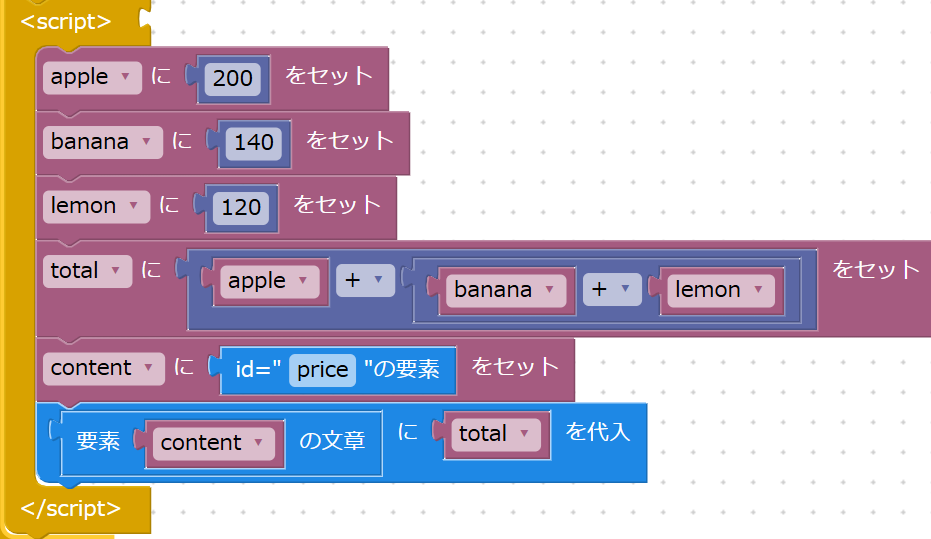 <script>
apple に 200 をセット
banana に 140 をセット
lemon に 120 をセット
total に apple + banana + lemon をセット
content に id=" price "の要素 をセット
要素 content の文章 に total を代入
</script>